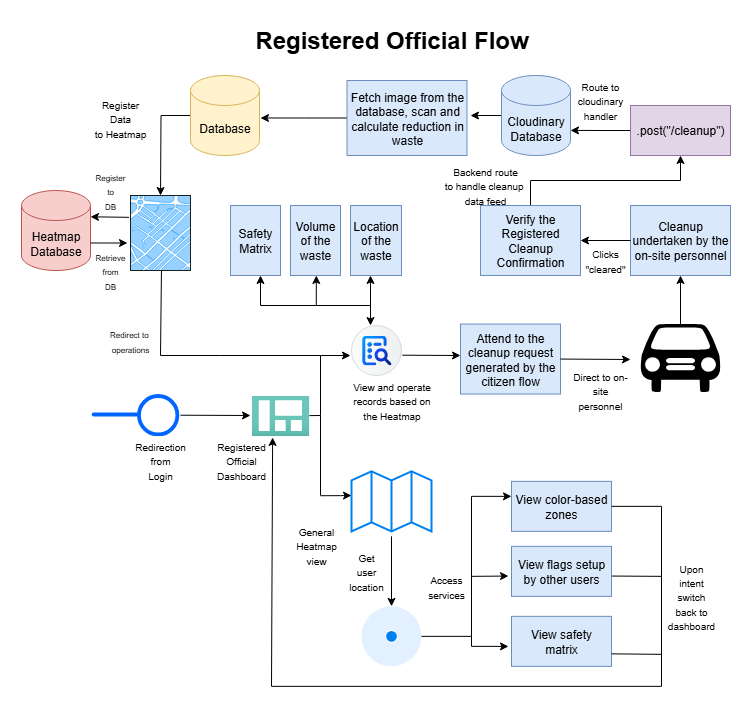 Registered Official Flow
Register
Data
to Heatmap
Database
Fetch image from the
database, scan and
calculate reduction in
waste
Cloudinary
Database
Route to
cloudinary
handler
.post("/cleanup")
Backend route
to handle cleanup
data feed
Register
to
DB
Heatmap
Database
Retrieve
from
DB
Safety
Matrix
Volume
of the
waste
Location
of the
waste
Verify the
Registered
Cleanup
Confirmation
Clicks
"cleared"
Cleanup
undertaken by the
on-site personnel
Redirect to
operations
View and operate
records based on
the Heatmap
Attend to the
cleanup request
generated by the
citizen flow
Direct to on-
site
personnel
Redirection
from
Login
Registered
Official
Dashboard
General
Heatmap
view
Get
user
location
Access
services
View color-based
zones
View flags setup
by other users
View safety
matrix
Upon
intent
switch
back to
dashboard